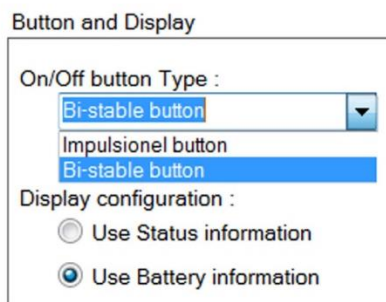 Button and Display
On/Off button Type :
Bi-stable button
Impulsionel button
Bi-stable button
Display configuration :
Use Status information
Use Battery information